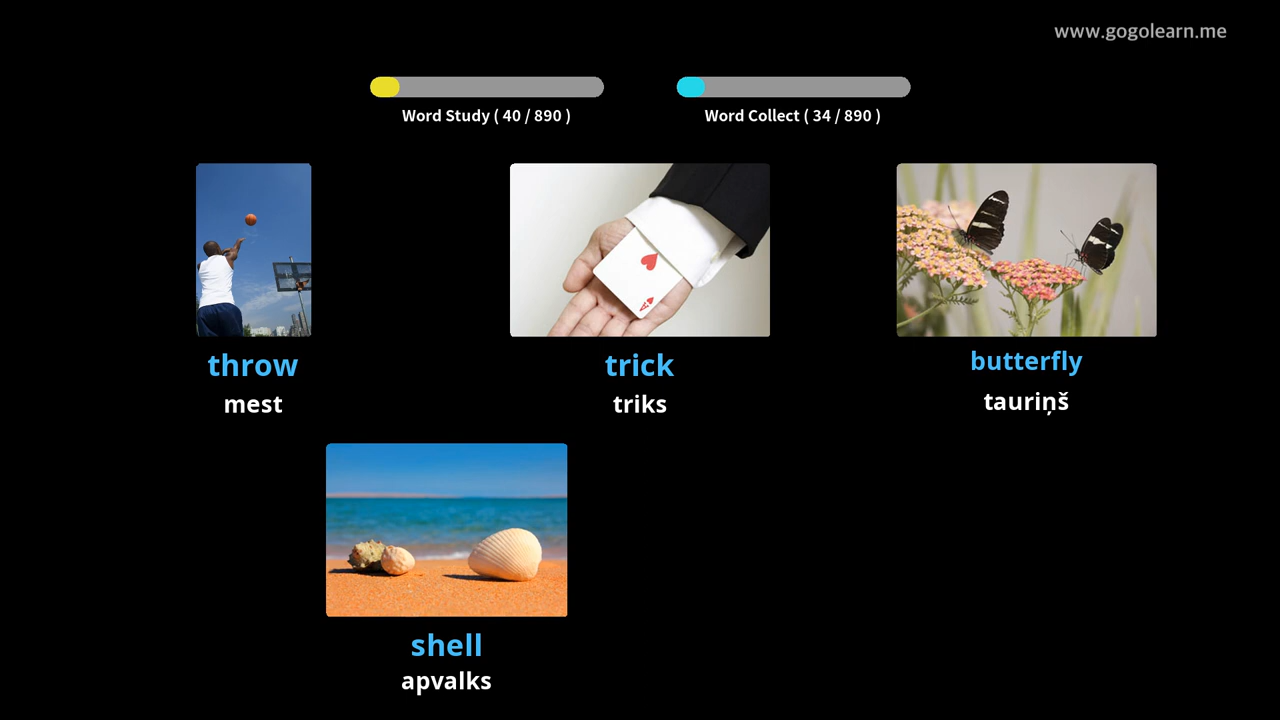 www.gogolearn.me
Word Study ( 40 / 890 )
Word Collect ( 34 / 890 )
throw
mest
trick
triks
butterfly
tauriņš
shell
apvalks